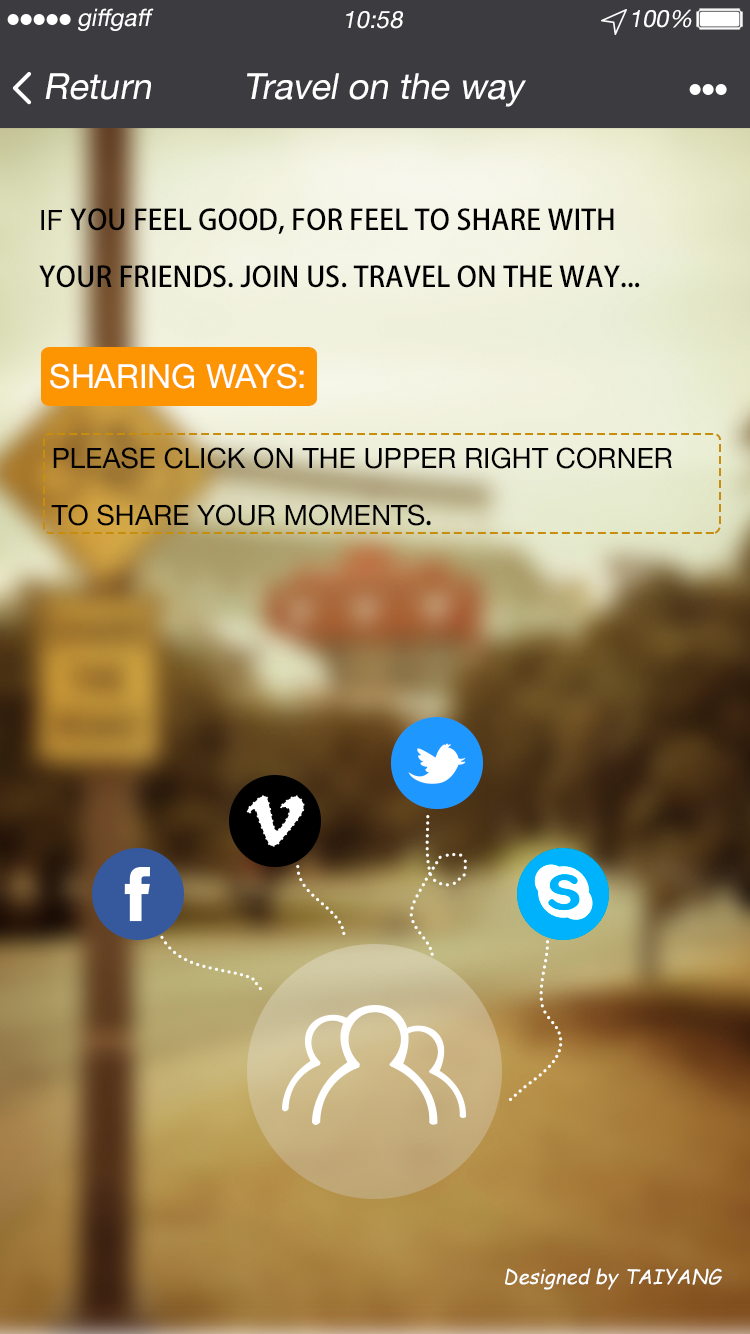 giffgaff 10:58 100%
Return Travel on the way
IF YOU FEEL GOOD, FOR FEEL TO SHARE WITH
YOUR FRIENDS. JOIN US. TRAVEL ON THE WAY...
SHARING WAYS:
PLEASE CLICK ON THE UPPER RIGHT CORNER
TO SHARE YOUR MOMENTS.
Designed by TAIYANG